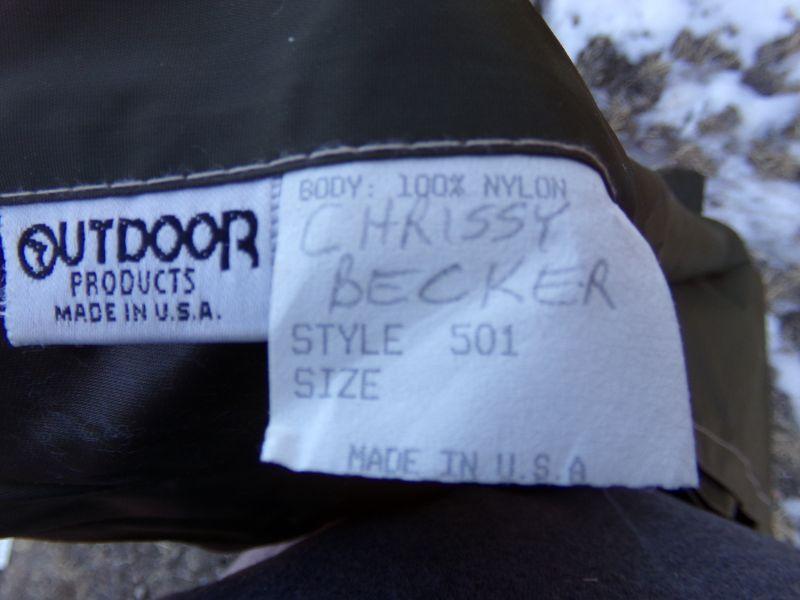 OUTDOOR
PRODUCTS
MADE IN U.S.A.
BODY: 100% NYLON
CHRISSY
BECKER
STYLE 501
SIZE
MADE IN U.S.A